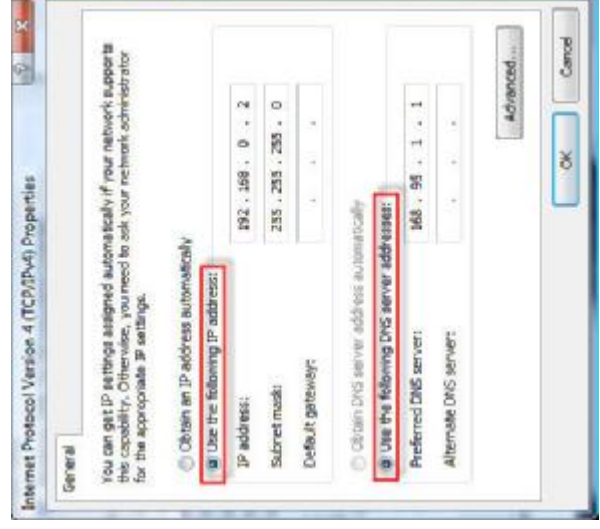 Internet Protocol Version 4 (TCP/IPv4) Properties
General
You can get IP settings assigned automatically if your network supports
this capability. Otherwise, you need to ask your network administrator
for the appropriate IP settings.
Obtain an IP address automatically
Use the following IP address:
IP address: 192 . 168 . 0 . 2
Subnet mask: 255 . 255 . 255 . 0
Default gateway: . . .
Obtain DNS server address automatically
Use the following DNS server addresses:
Preferred DNS server: 168 . 95 . 1 . 1
Alternate DNS server: . . .
Advanced...
OK Cancel